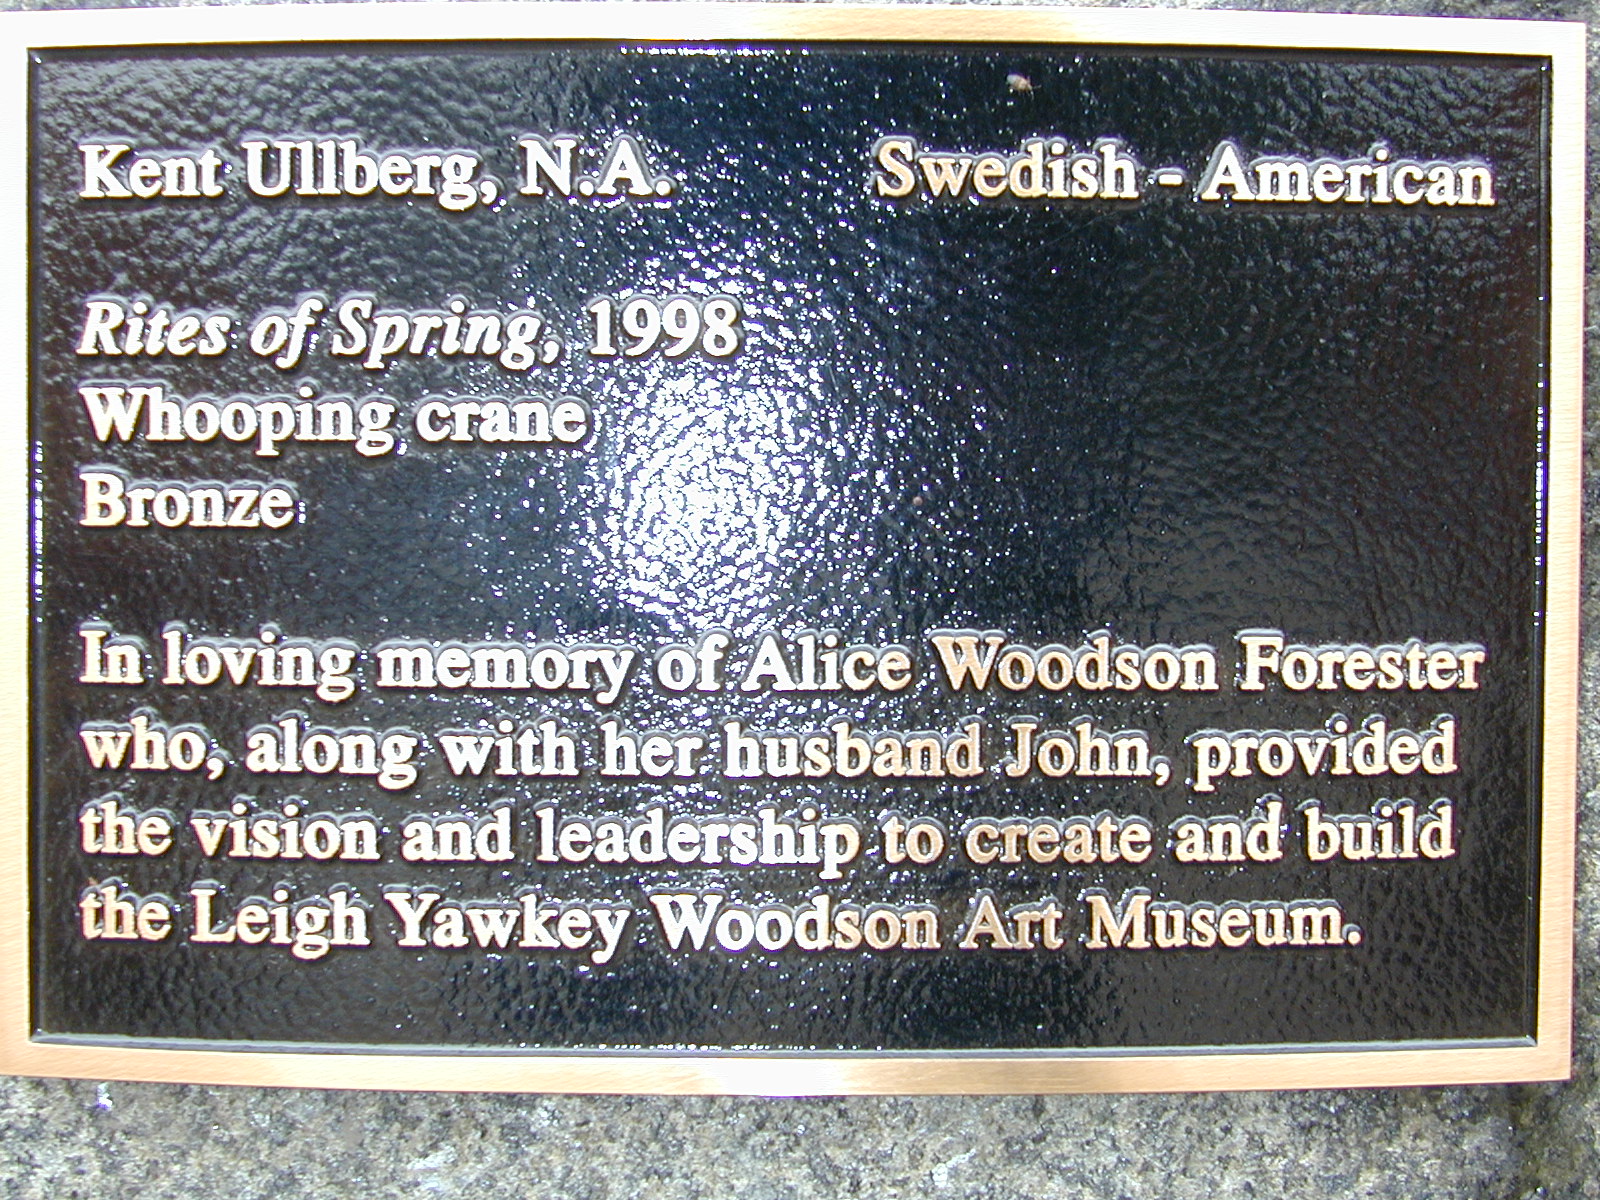 Kent Ullberg, N.A. Swedish - American
Rites of Spring, 1998
Whooping crane
Bronze
In loving memory of Alice Woodson Forester
who, along with her husband John, provided
the vision and leadership to create and build
the Leigh Yawkey Woodson Art Museum.